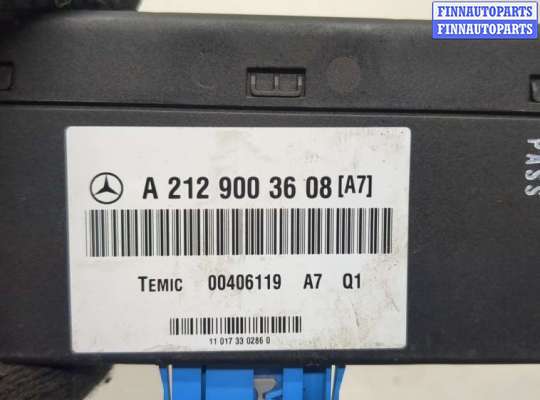 FINNAUTOPARTS
FINNAUTOPARTS
A 212 900 36 08 [A7]
TEMIC 00406119 A7 Q1
11 017 33 0286 0
PASS